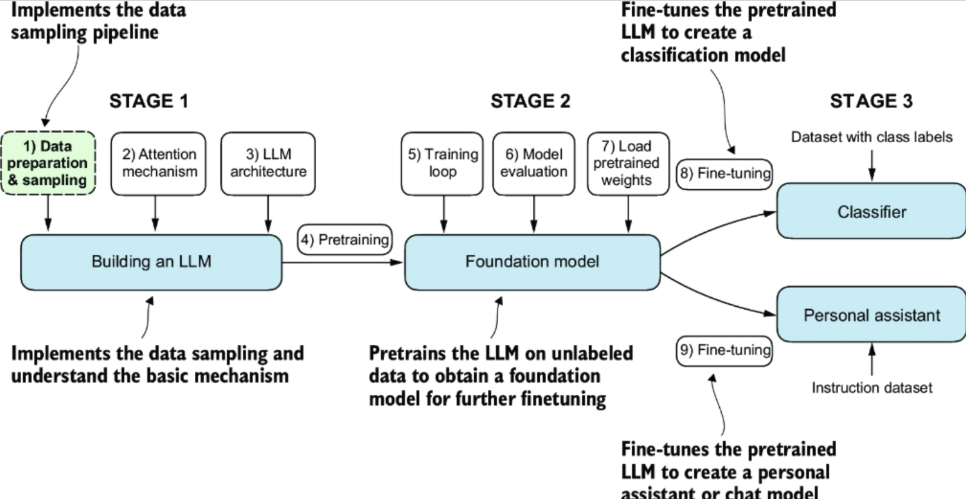 Implements the data
sampling pipeline
Fine-tunes the pretrained
LLM to create a
classification model
STAGE 1
STAGE 2
STAGE 3
1) Data
preparation
& sampling
2) Attention
mechanism
3) LLM
architecture
5) Training
loop
6) Model
evaluation
7) Load
pretrained
weights
8) Fine-tuning
Dataset with class labels
Classifier
4) Pretraining
Building an LLM
Foundation model
Personal assistant
Implements the data sampling and
understand the basic mechanism
Pretrains the LLM on unlabeled
data to obtain a foundation
model for further finetuning
9) Fine-tuning
Instruction dataset
Fine-tunes the pretrained
LLM to create a personal
assistant or chat model